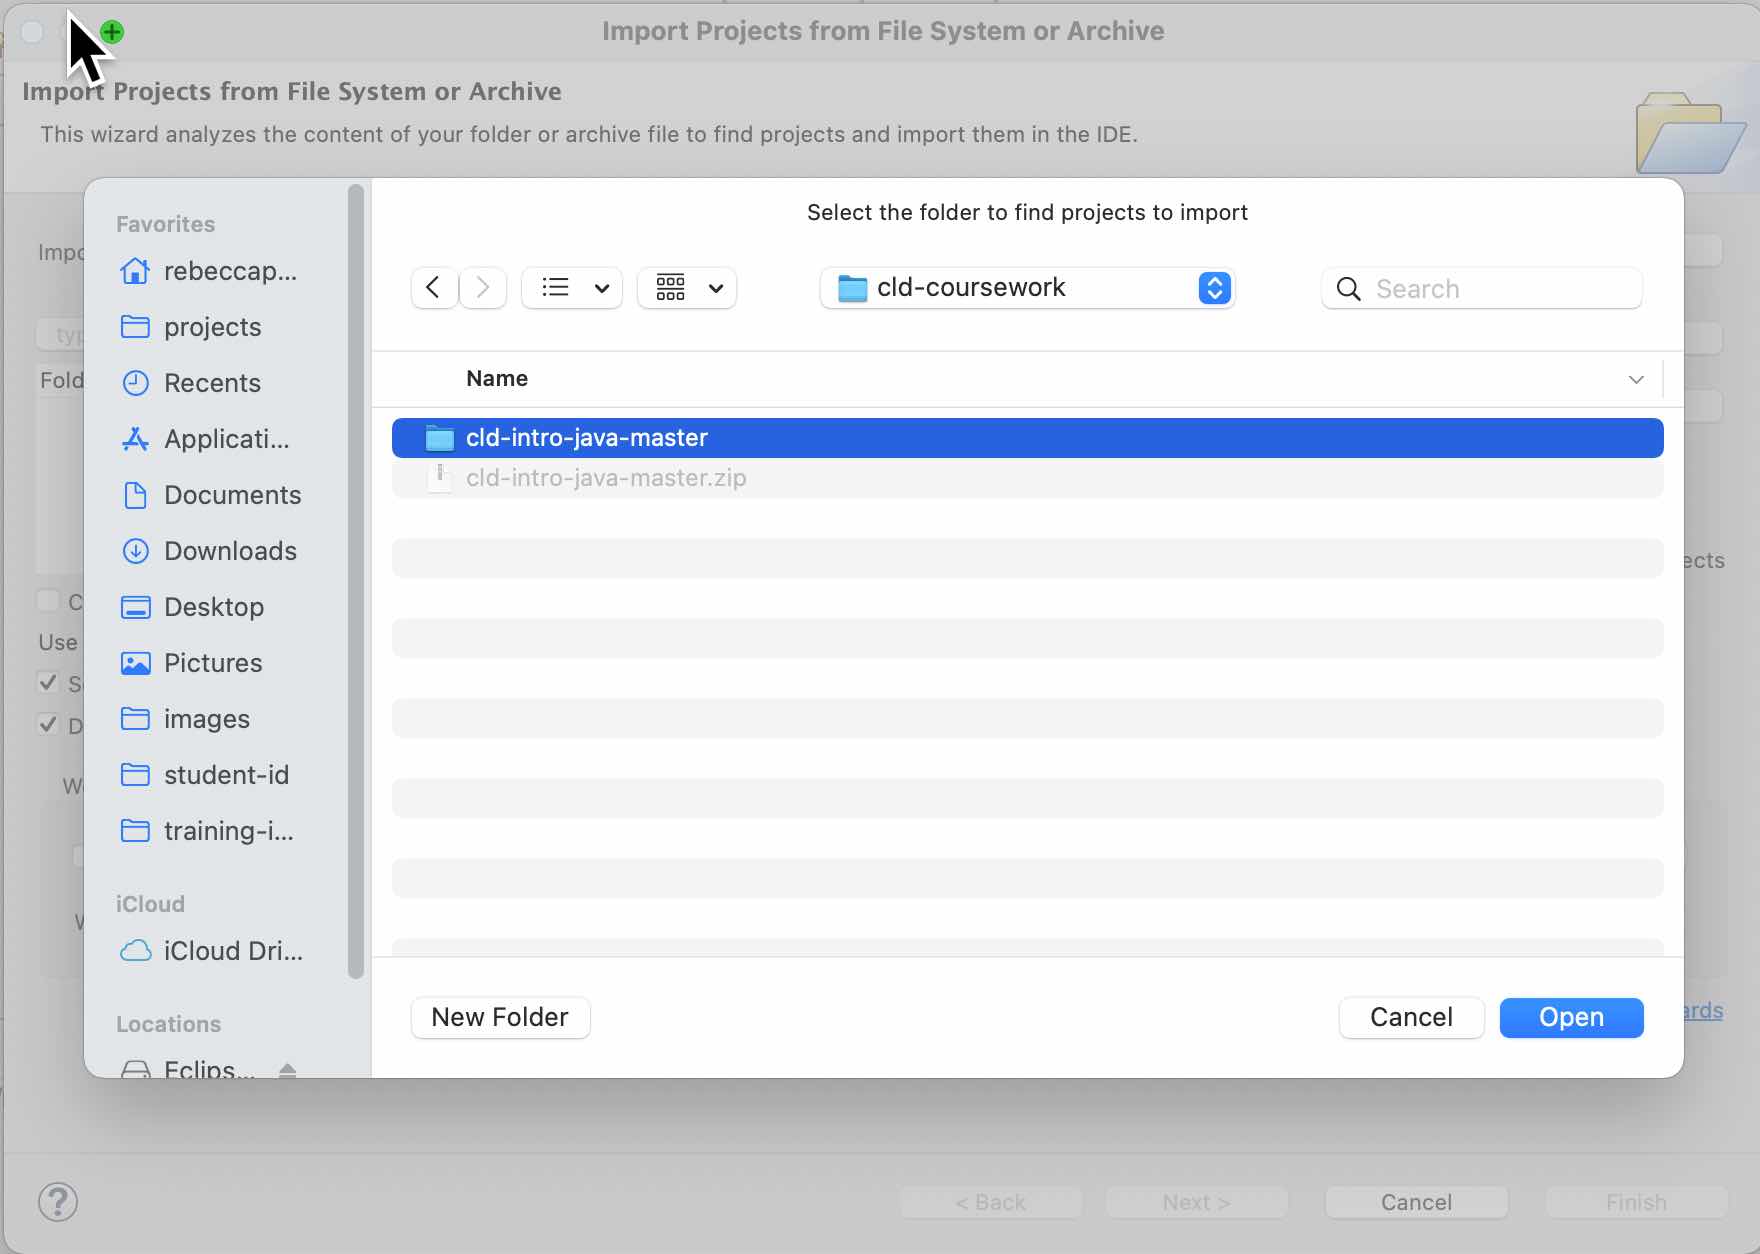 Import Projects from File System or Archive
Import Projects from File System or Archive
This wizard analyzes the content of your folder or archive file to find projects and import them in the IDE.
Select the folder to find projects to import
Favorites
rebeccap...
projects
Recents
Applicati...
Documents
Downloads
Desktop
Pictures
images
student-id
training-i...
iCloud
iCloud Dri...
Locations
Eclips...
cld-coursework
Search
Name
cld-intro-java-master
cld-intro-java-master.zip
New Folder
Cancel
Open
Impo
typ
Fold
C
Use
S
D
W
W
ects
ards
?
< Back
Next >
Cancel
Finish